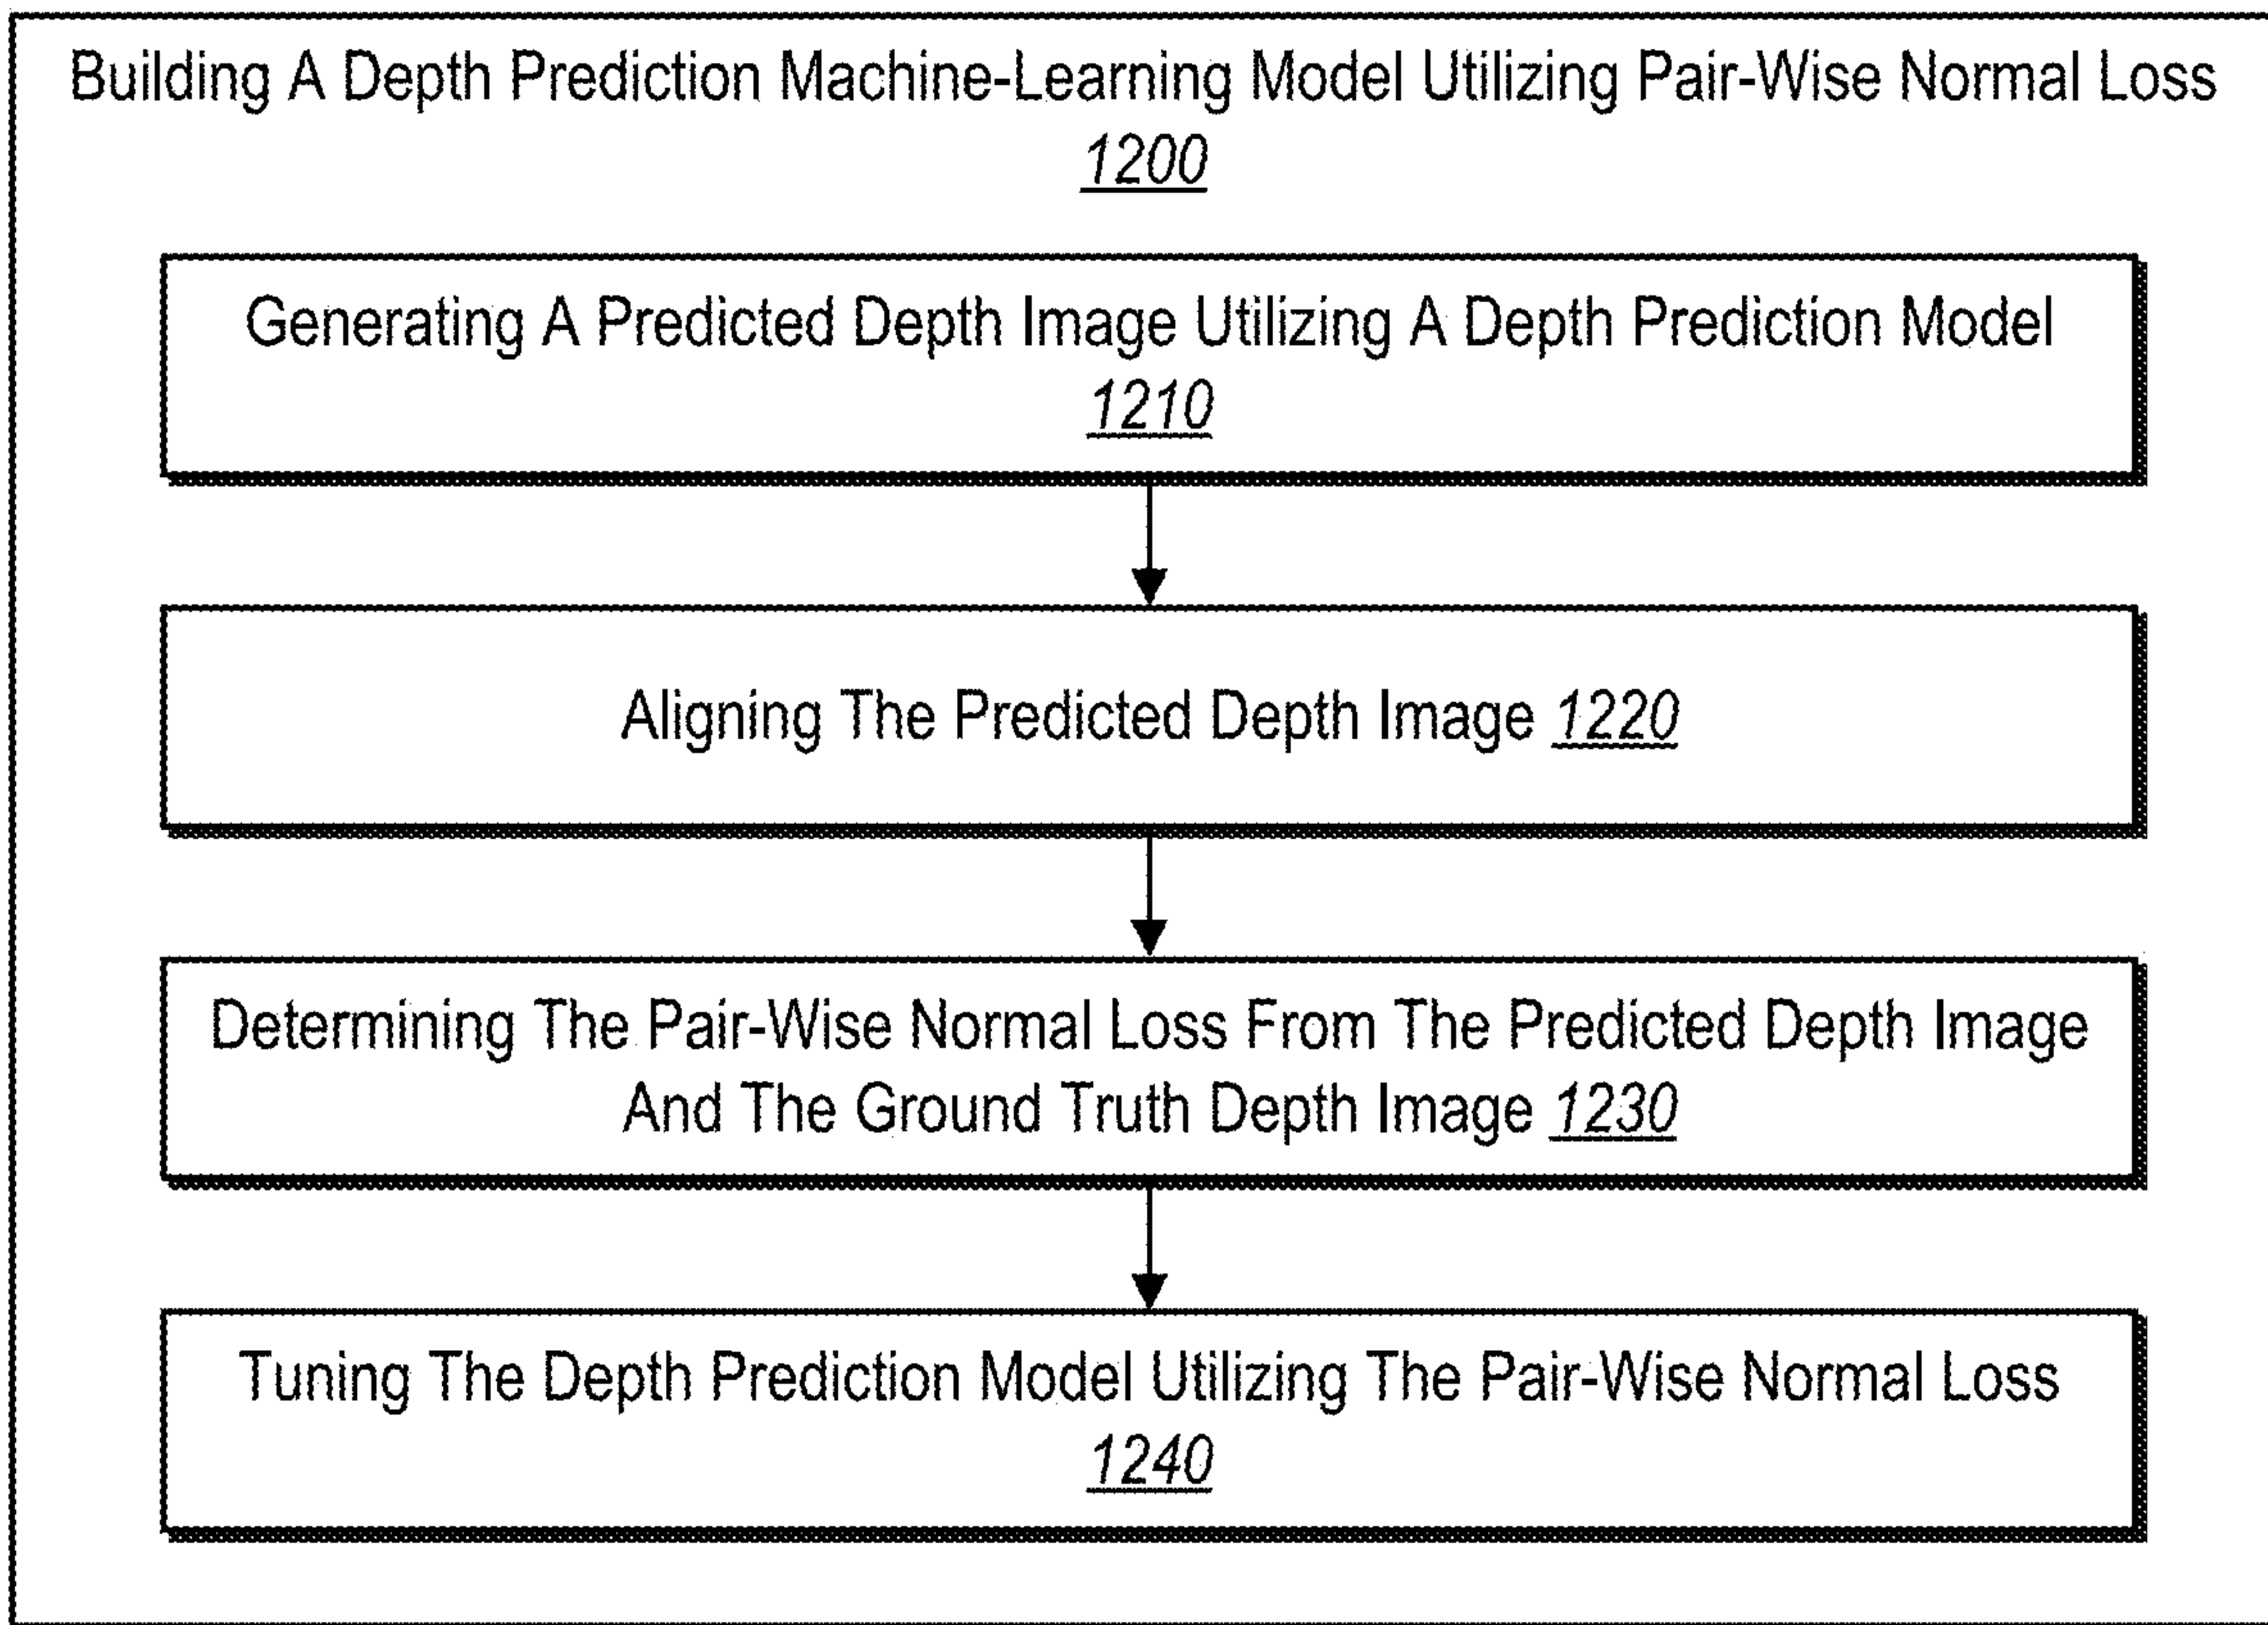 Building A Depth Prediction Machine-Learning Model Utilizing Pair-Wise Normal Loss
1200
Generating A Predicted Depth Image Utilizing A Depth Prediction Model
1210
Aligning The Predicted Depth Image 1220
Determining The Pair-Wise Normal Loss From The Predicted Depth Image
And The Ground Truth Depth Image 1230
Tuning The Depth Prediction Model Utilizing The Pair-Wise Normal Loss
1240